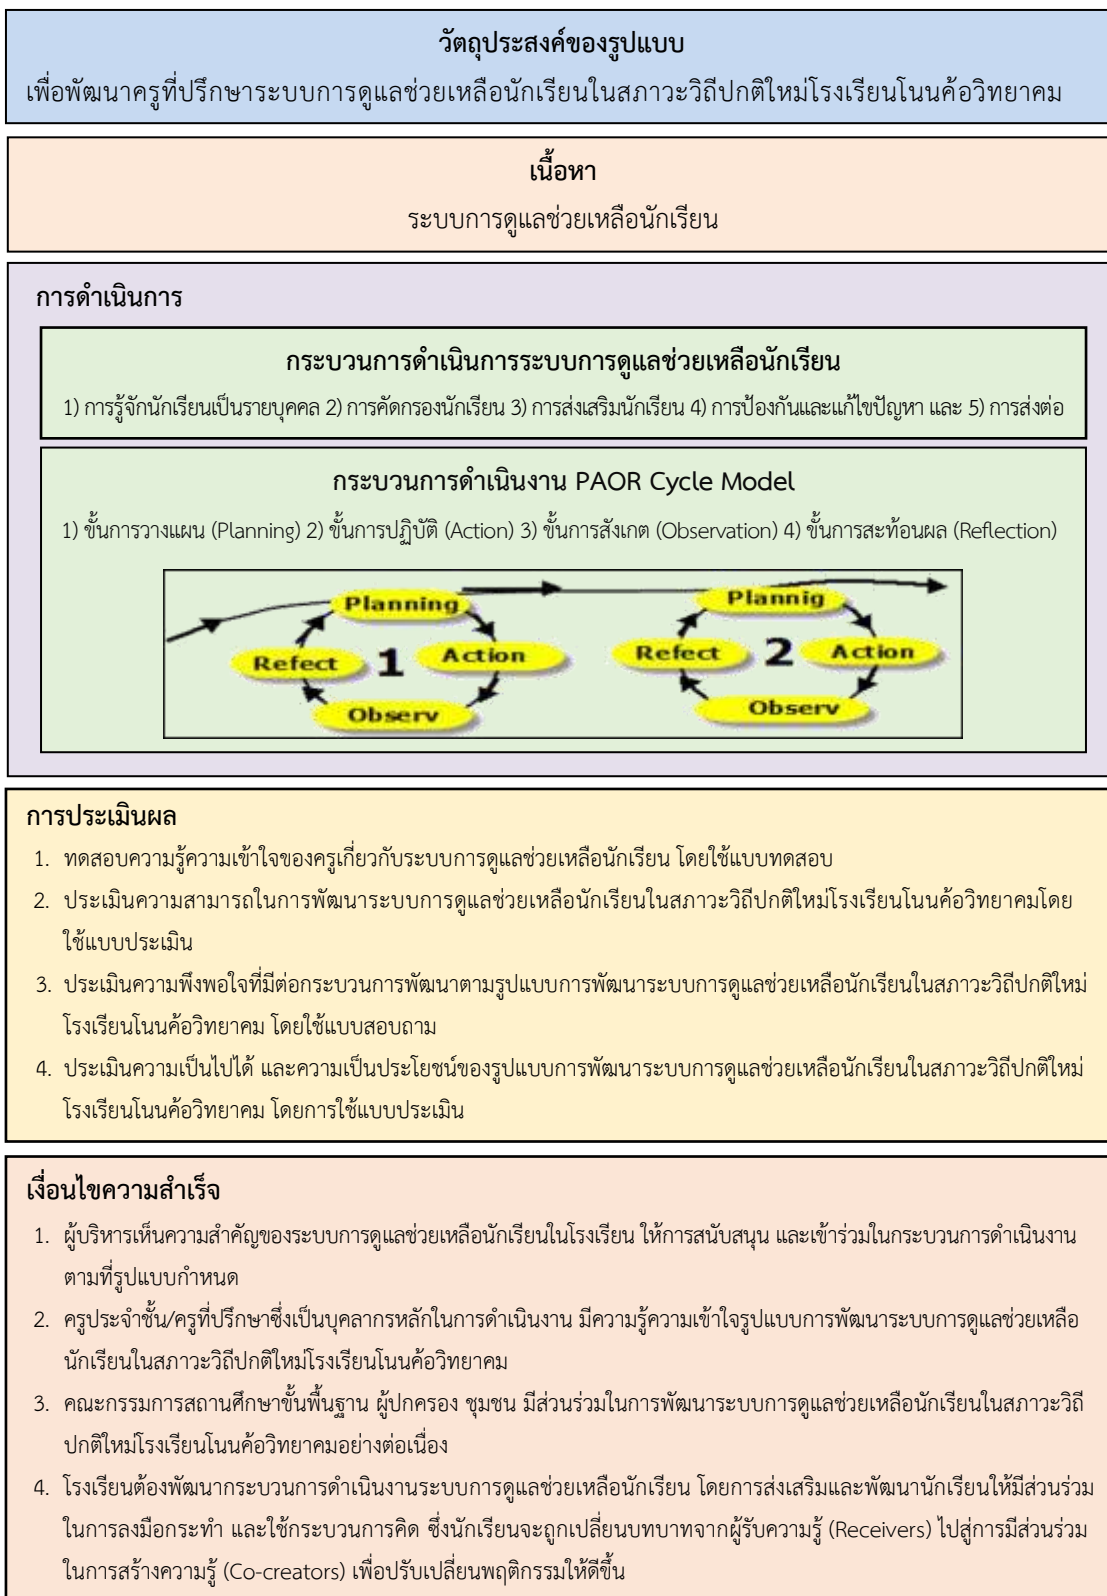 วัตถุประสงค์ของรูปแบบ
เพื่อพัฒนาครูที่ปรึกษาระบบการดูแลช่วยเหลือนักเรียนในสภาวะวิถีปกติใหม่โรงเรียนโนนค้อวิทยาคม
เนื้อหา
ระบบการดูแลช่วยเหลือนักเรียน
การดำเนินการ
กระบวนการดำเนินการระบบการดูแลช่วยเหลือนักเรียน
1) การรู้จักนักเรียนเป็นรายบุคคล 2) การคัดกรองนักเรียน 3) การส่งเสริมนักเรียน 4) การป้องกันและแก้ไขปัญหา และ 5) การส่งต่อ
กระบวนการดำเนินงาน PAOR Cycle Model
1) ขั้นการวางแผน (Planning) 2) ขั้นการปฏิบัติ (Action) 3) ขั้นการสังเกต (Observation) 4) ขั้นการสะท้อนผล (Reflection)
Planning
Refect 1 Action
Observ
Plannig
Refect 2 Action
Observ
การประเมินผล
1. ทดสอบความรู้ความเข้าใจของครูเกี่ยวกับระบบการดูแลช่วยเหลือนักเรียน โดยใช้แบบทดสอบ
2. ประเมินความสามารถในการพัฒนาระบบการดูแลช่วยเหลือนักเรียนในสภาวะวิถีปกติใหม่โรงเรียนโนนค้อวิทยาคมโดย
ใช้แบบประเมิน
3. ประเมินความพึงพอใจที่มีต่อกระบวนการพัฒนาตามรูปแบบการพัฒนาระบบการดูแลช่วยเหลือนักเรียนในสภาวะวิถีปกติใหม่
โรงเรียนโนนค้อวิทยาคม โดยใช้แบบสอบถาม
4. ประเมินความเป็นไปได้ และความเป็นประโยชน์ของรูปแบบการพัฒนาระบบการดูแลช่วยเหลือนักเรียนในสภาวะวิถีปกติใหม่
โรงเรียนโนนค้อวิทยาคม โดยการใช้แบบประเมิน
เงื่อนไขความสำเร็จ
1. ผู้บริหารเห็นความสำคัญของระบบการดูแลช่วยเหลือนักเรียนในโรงเรียน ให้การสนับสนุน และเข้าร่วมในกระบวนการดำเนินงาน
ตามที่รูปแบบกำหนด
2. ครูประจำชั้น/ครูที่ปรึกษาซึ่งเป็นบุคลากรหลักในการดำเนินงาน มีความรู้ความเข้าใจรูปแบบการพัฒนาระบบการดูแลช่วยเหลือ
นักเรียนในสภาวะวิถีปกติใหม่โรงเรียนโนนค้อวิทยาคม
3. คณะกรรมการสถานศึกษาขั้นพื้นฐาน ผู้ปกครอง ชุมชน มีส่วนร่วมในการพัฒนาระบบการดูแลช่วยเหลือนักเรียนในสภาวะวิถี
ปกติใหม่โรงเรียนโนนค้อวิทยาคมอย่างต่อเนื่อง
4. โรงเรียนต้องพัฒนากระบวนการดำเนินงานระบบการดูแลช่วยเหลือนักเรียน โดยการส่งเสริมและพัฒนานักเรียนให้มีส่วนร่วม
ในการลงมือกระทำ และใช้กระบวนการคิด ซึ่งนักเรียนจะถูกเปลี่ยนบทบาทจากผู้รับความรู้ (Receivers) ไปสู่การมีส่วนร่วม
ในการสร้างความรู้ (Co-creators) เพื่อปรับเปลี่ยนพฤติกรรมให้ดีขึ้น